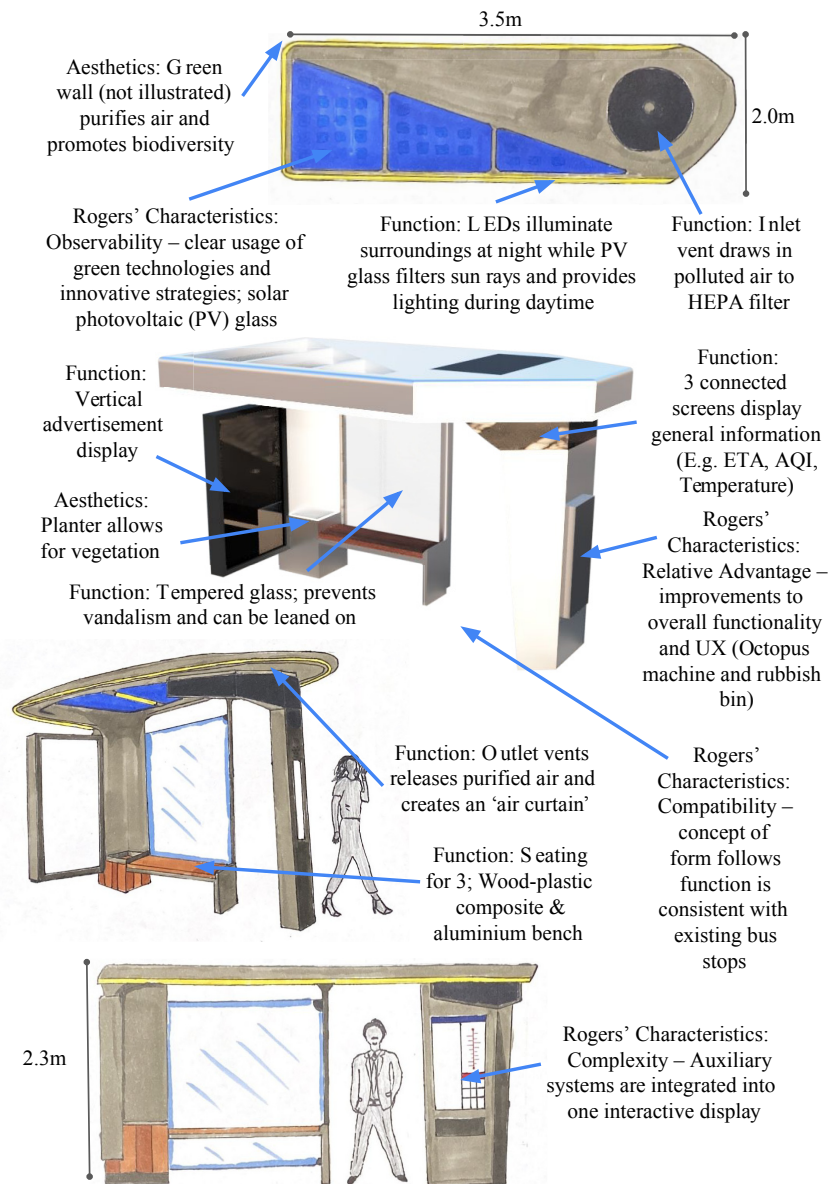 3.5m
Aesthetics: Green
wall (not illustrated)
purifies air and
promotes biodiversity
2.0m
Rogers’ Characteristics:
Observability – clear usage of
green technologies and
innovative strategies; solar
photovoltaic (PV) glass
Function: LEDs illuminate
surroundings at night while PV
glass filters sun rays and provides
lighting during daytime
Function: Inlet
vent draws in
polluted air to
HEPA filter
Function:
Vertical
advertisement
display
Function:
3 connected
screens display
general information
(E.g. ETA, AQI,
Temperature)
Aesthetics:
Planter allows
for vegetation
Function: Tempered glass; prevents
vandalism and can be leaned on
Rogers’
Characteristics:
Relative Advantage –
improvements to
overall functionality
and UX (Octopus
machine and rubbish
bin)
Function: Outlet vents
releases purified air and
creates an ‘air curtain’
Rogers’
Characteristics:
Compatibility –
concept of
form follows
function is
consistent with
existing bus
stops
Function: Seating
for 3; Wood-plastic
composite &
aluminium bench
2.3m
Rogers’ Characteristics:
Complexity – Auxiliary
systems are integrated into
one interactive display